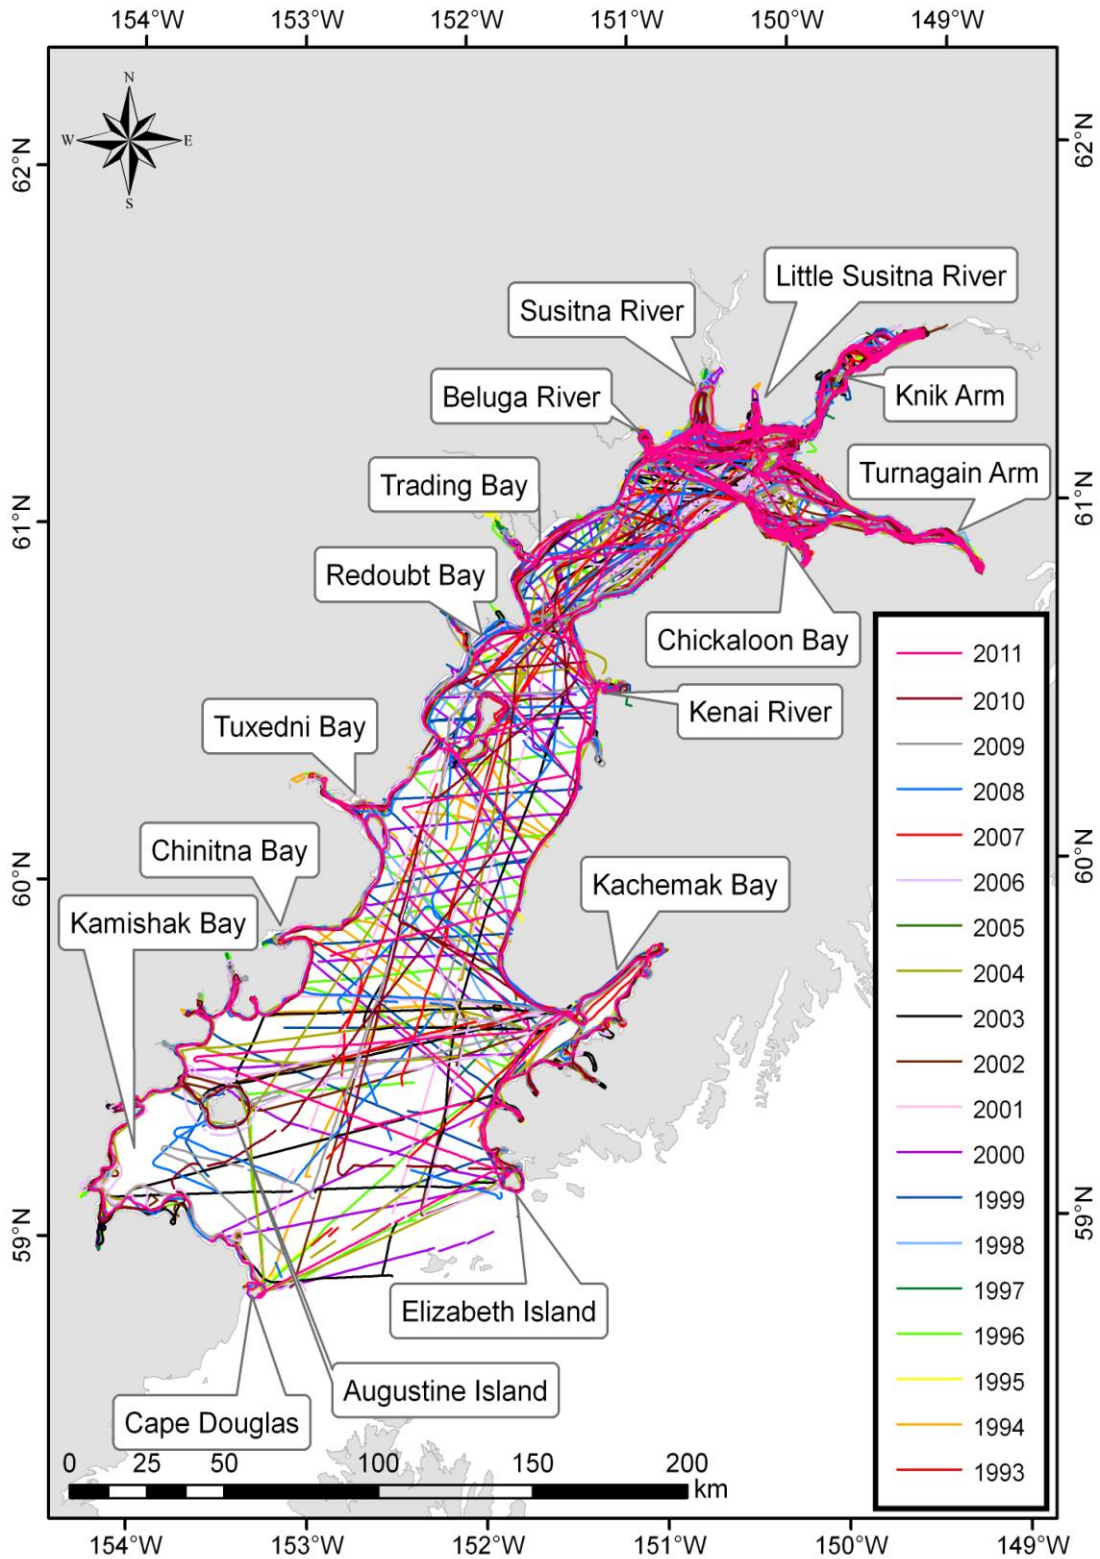 154°W 153°W 152°W 151°W 150°W 149°W
N
W E
S
62°N 62°N
Little Susitna River
Susitna River
Beluga River
Knik Arm
Turnagain Arm
Trading Bay
61°N 61°N
Redoubt Bay
Chickaloon Bay
Kenai River
Tuxedni Bay
Chinitna Bay
60°N 60°N
Kachemak Bay
Kamishak Bay
59°N 59°N
Elizabeth Island
Augustine Island
Cape Douglas
2011
2010
2009
2008
2007
2006
2005
2004
2003
2002
2001
2000
1999
1998
1997
1996
1995
1994
1993
0 25 50 100 150 200
km
154°W 153°W 152°W 151°W 150°W 149°W